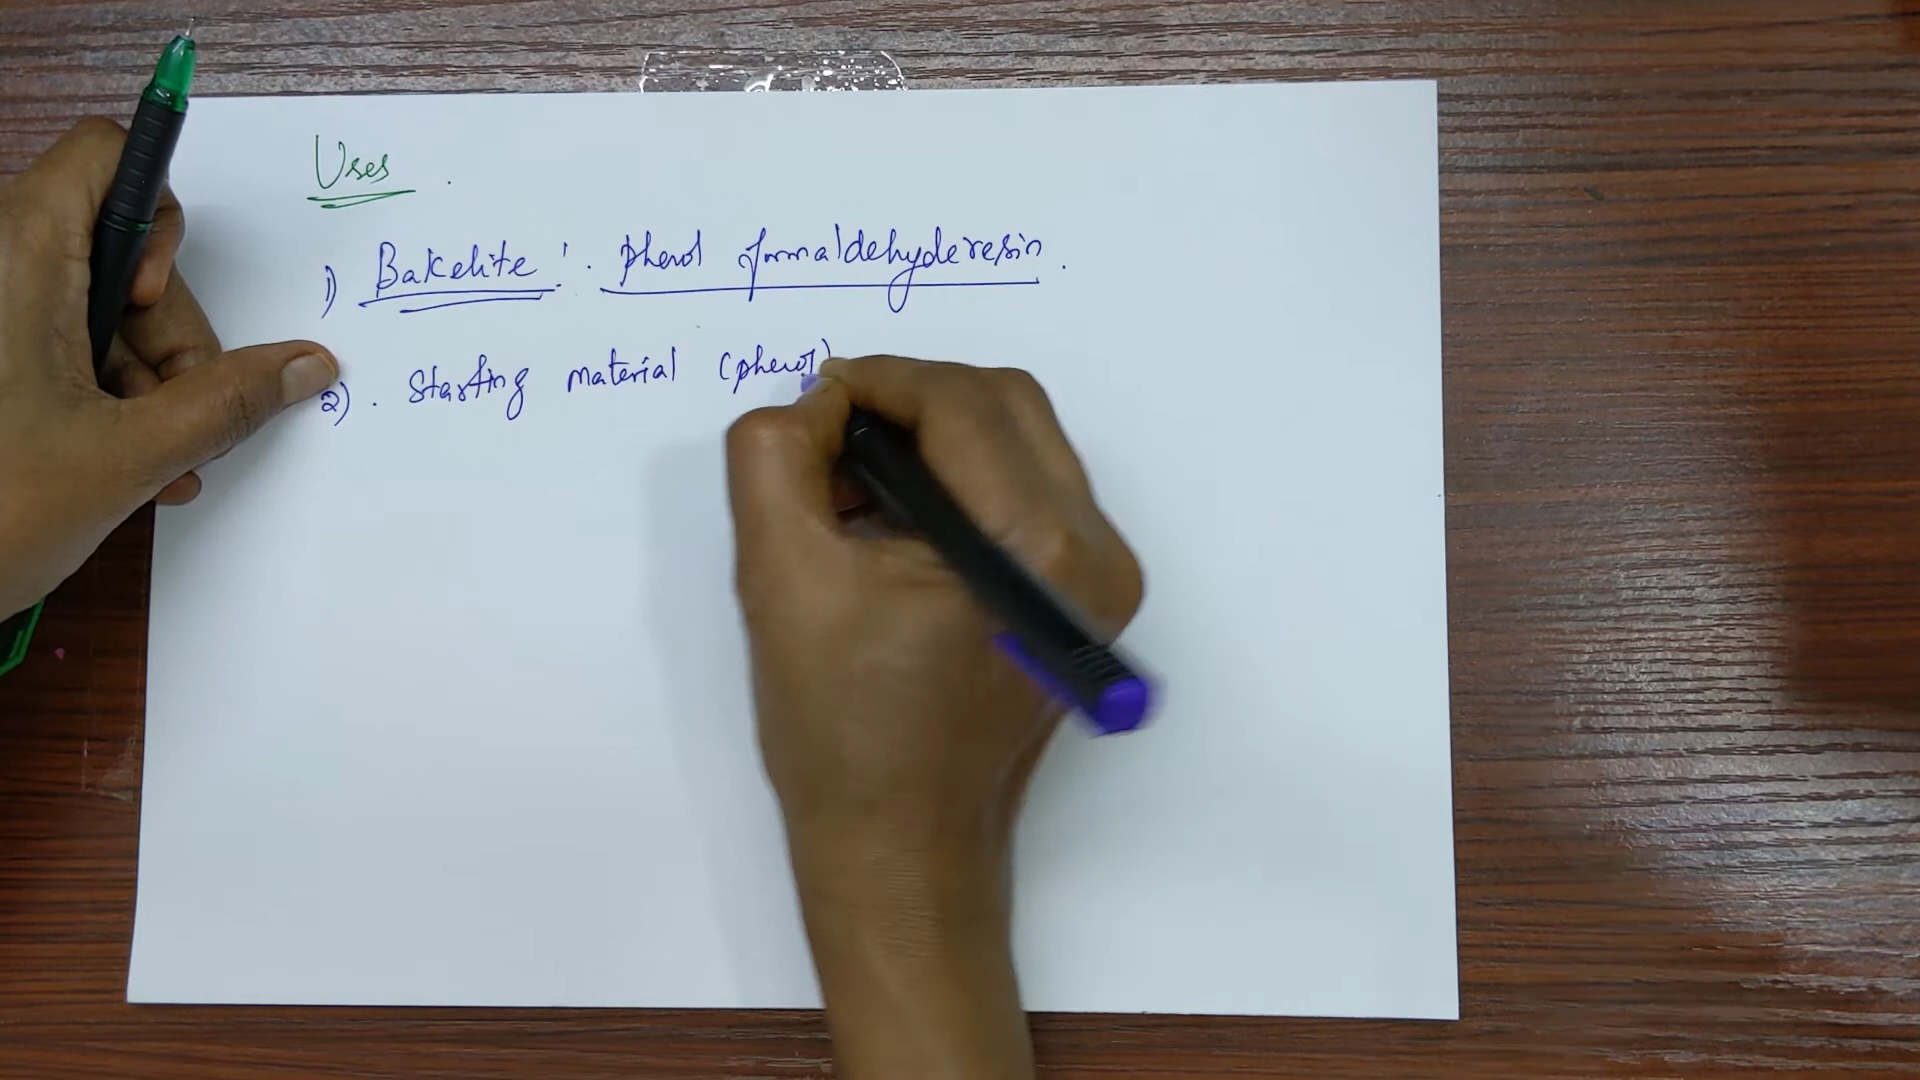 Uses .
1) Bakelite : . phenol formaldehyde resin .
2) . Starting material (phenol)